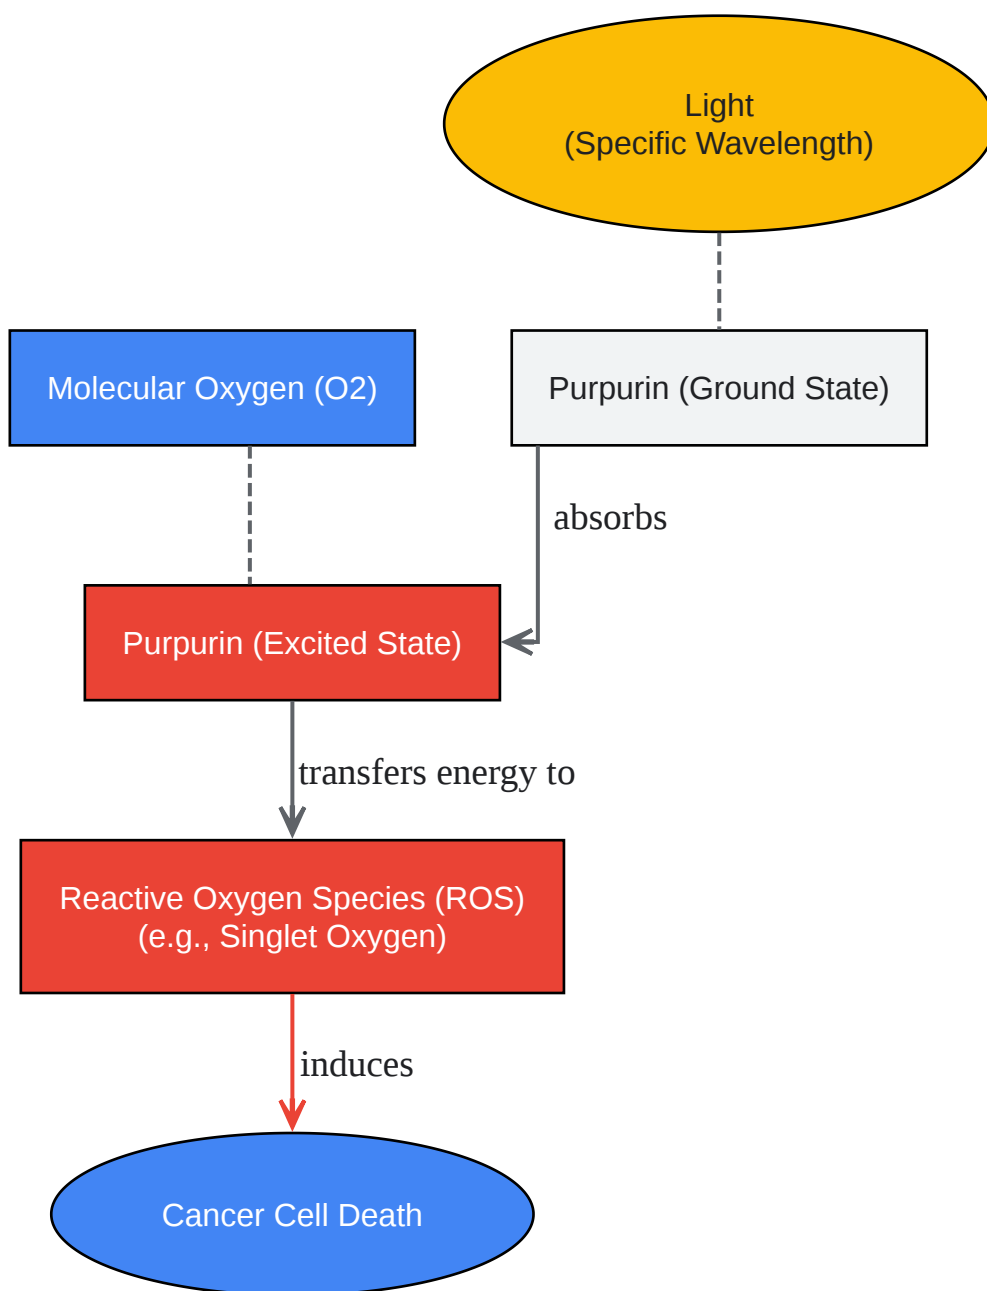 Light
(Specific Wavelength)
Molecular Oxygen (O2)
Purpurin (Ground State)
absorbs
Purpurin (Excited State)
transfers energy to
Reactive Oxygen Species (ROS)
(e.g., Singlet Oxygen)
induces
Cancer Cell Death